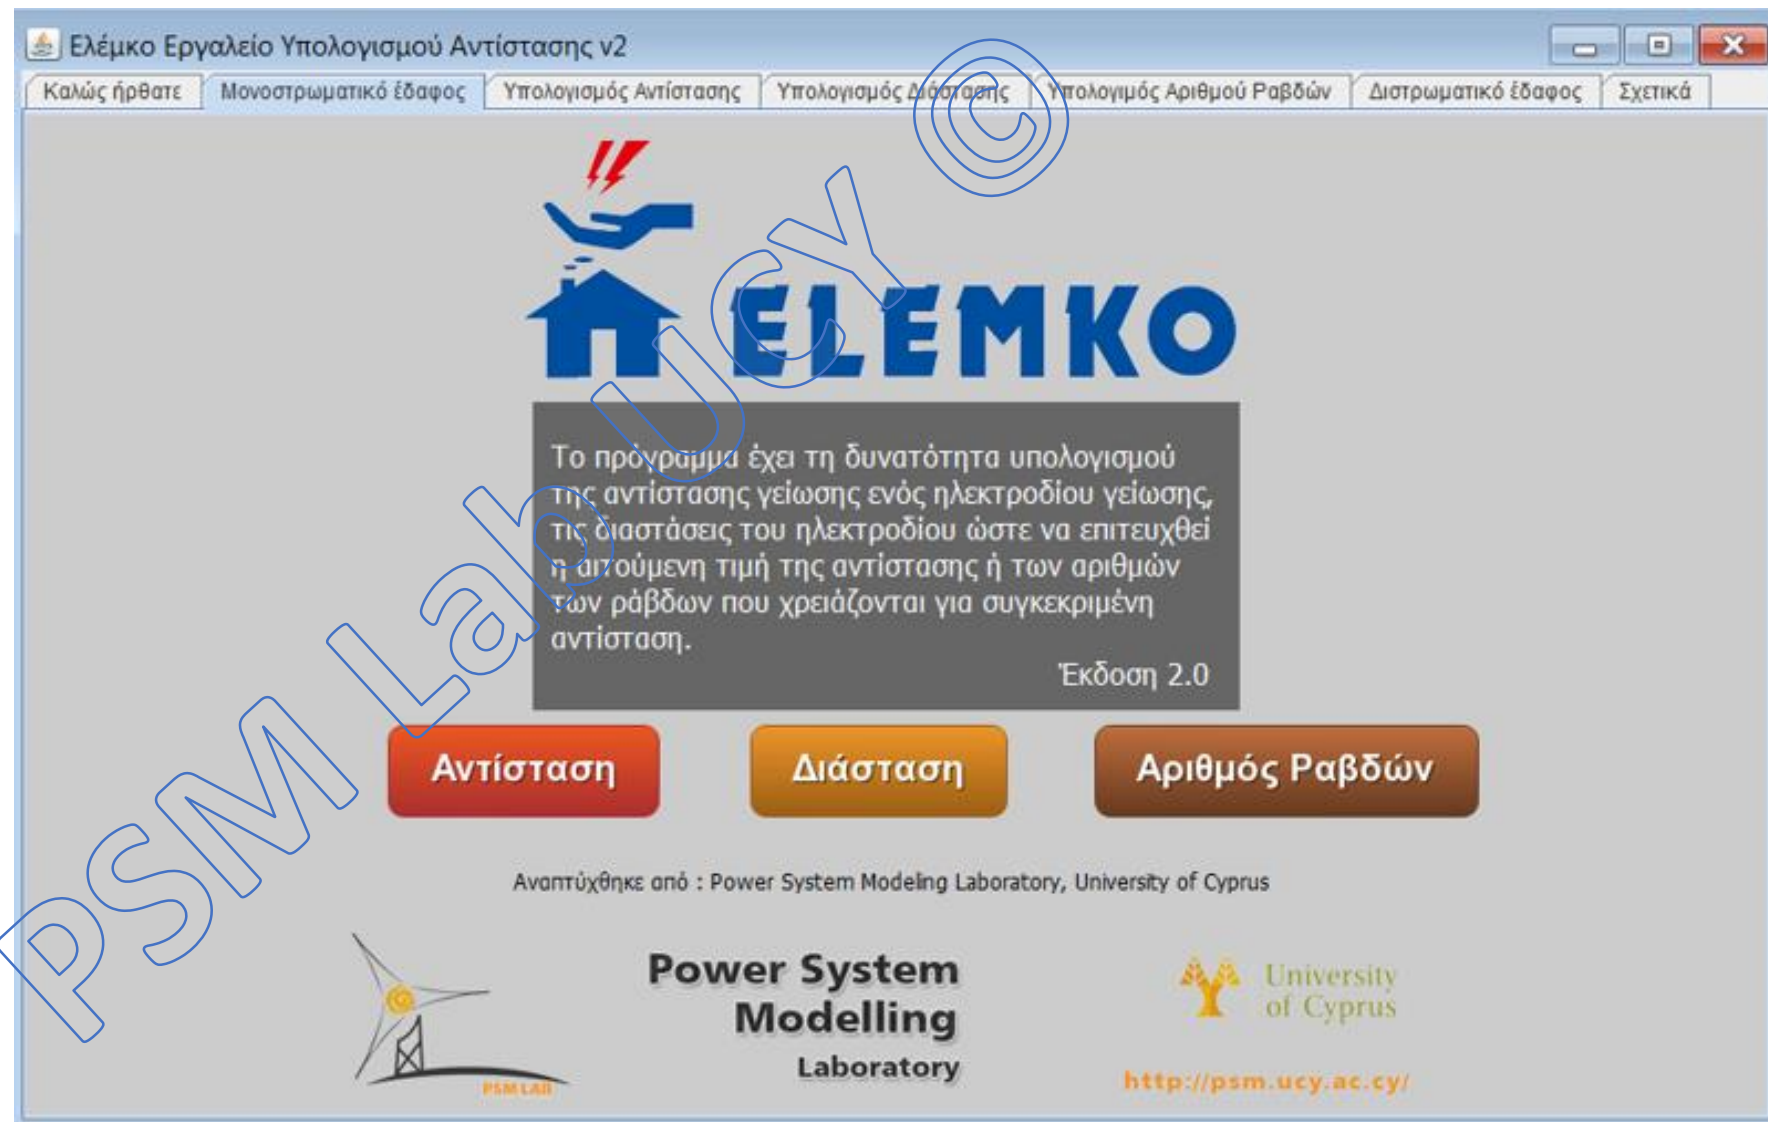 Ελέμκο Εργαλείο Υπολογισμού Αντίστασης v2
Καλώς ήρθατε Μονοστρωματικό έδαφος Υπολογισμός Αντίστασης Υπολογισμός Διάστασης Υπολογιμός Αριθμού Ραβδών Διστρωματικό έδαφος Σχετικά
ELEMKO
Το πρόγραμμα έχει τη δυνατότητα υπολογισμού
της αντίστασης γείωσης ενός ηλεκτροδίου γείωσης,
τις διαστάσεις του ηλεκτροδίου ώστε να επιτευχθεί
η αιτούμενη τιμή της αντίστασης ή των αριθμών
των ράβδων που χρειάζονται για συγκεκριμένη
αντίσταση.
Έκδοση 2.0
Αντίσταση Διάσταση Αριθμός Ραβδών
Αναπτύχθηκε από : Power System Modeling Laboratory, University of Cyprus
Power System
Modelling
Laboratory
PSM LAB
University
of Cyprus
http://psm.ucy.ac.cy/
PSM Lab UCY ©